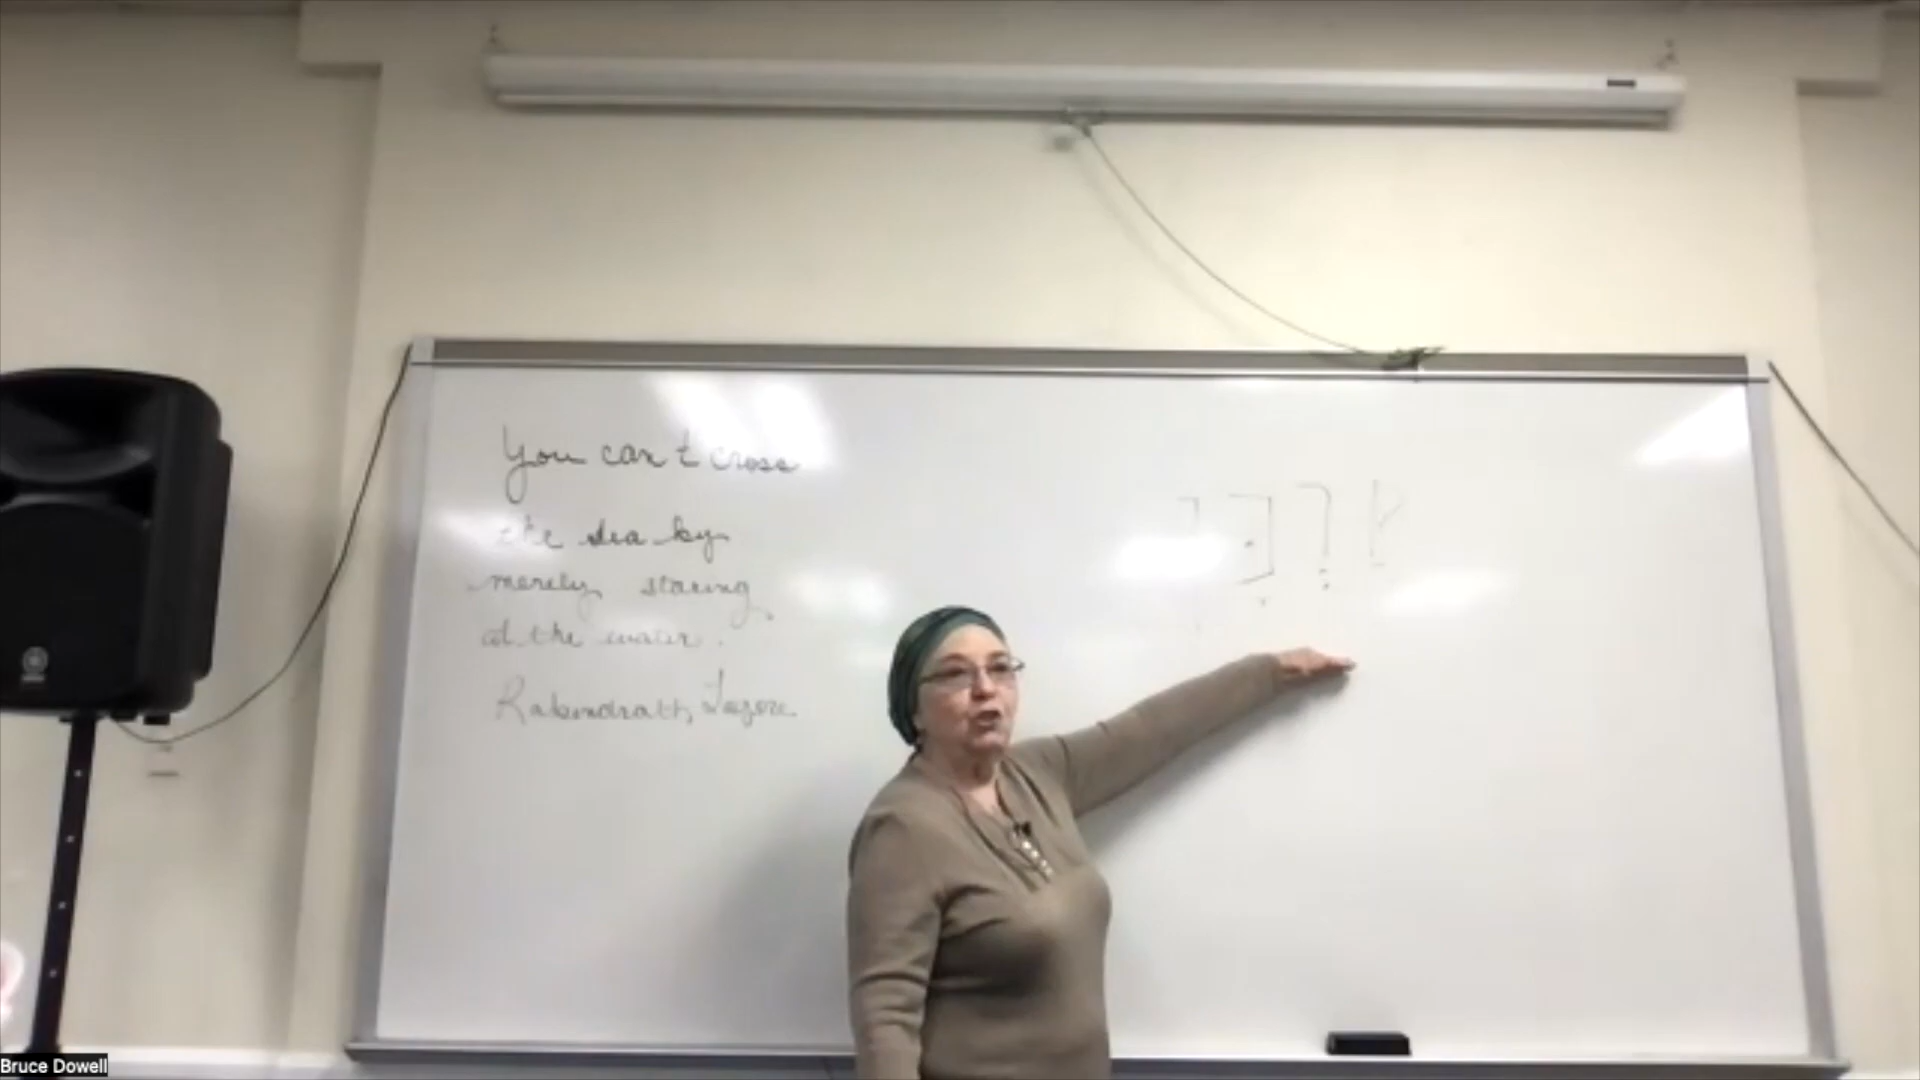 You can't cross
the sea by
merely staring
at the water.
Rabindrath Tagore
Bruce Dowell